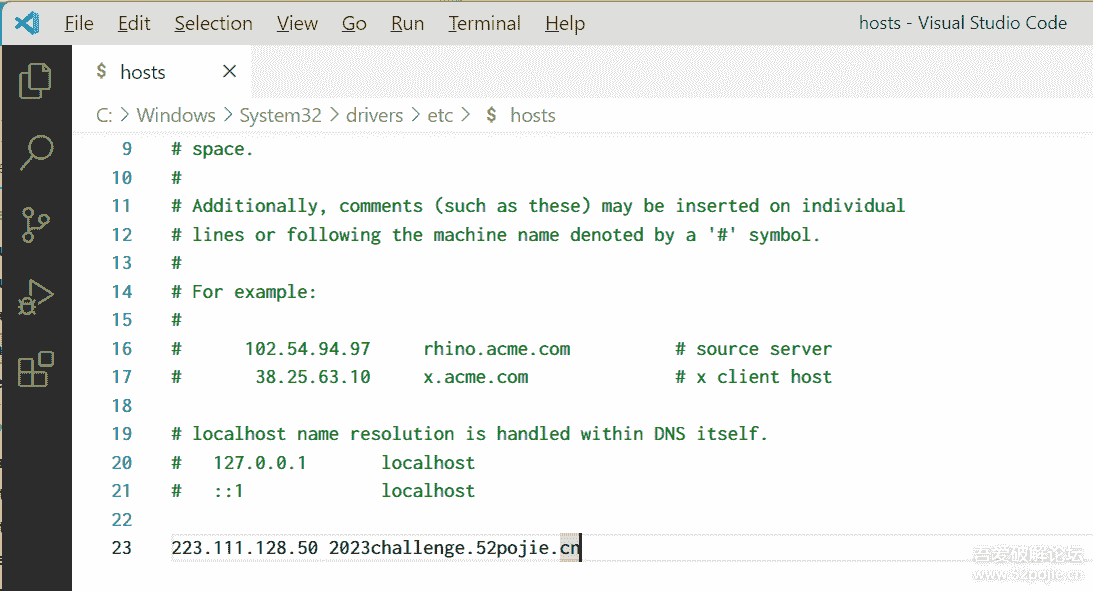 File Edit Selection View Go Run Terminal Help hosts - Visual Studio Code
$ hosts
C: > Windows > System32 > drivers > etc > $ hosts
9 # space.
10 #
11 # Additionally, comments (such as these) may be inserted on individual
12 # lines or following the machine name denoted by a '#' symbol.
13 #
14 # For example:
15 #
16 #      102.54.94.97     rhino.acme.com          # source server
17 #       38.25.63.10     x.acme.com              # x client host
18
19 # localhost name resolution is handled within DNS itself.
20 #   127.0.0.1       localhost
21 #   ::1             localhost
22
23 223.111.128.50 2023challenge.52pojie.cn
吾爱破解论坛
www.52pojie.cn